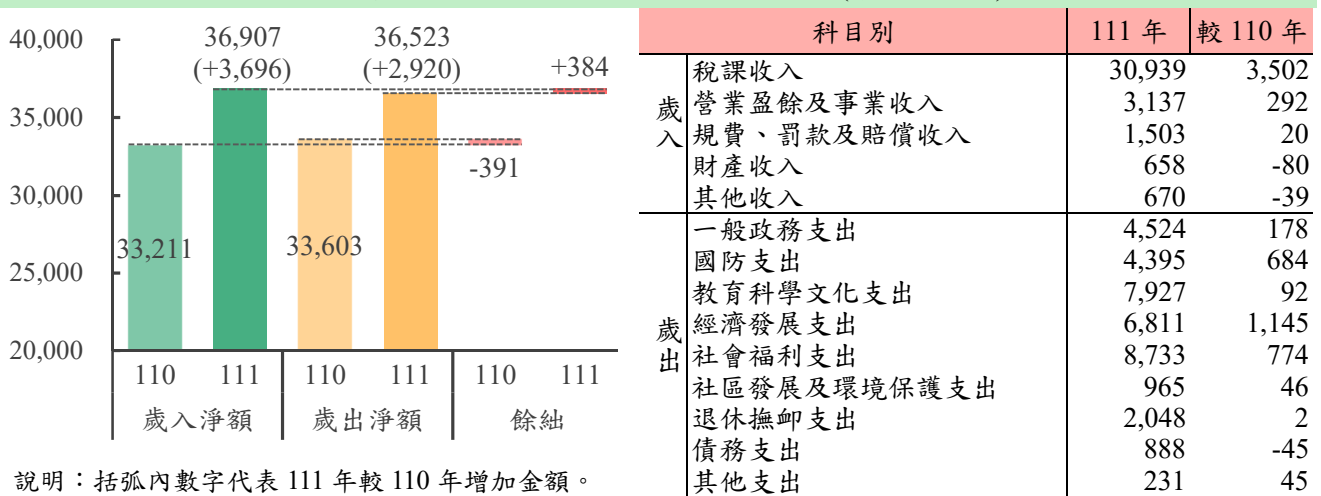 40,000
35,000
30,000
25,000
20,000
36,907
(+3,696)
36,523
(+2,920)
+384
-391
33,211
33,603
110 111 110 111 110 111
歲入淨額 歲出淨額 餘絀
說明：括弧內數字代表 111 年較 110 年增加金額。
科目別 111 年 較 110 年
歲入
稅課收入 30,939 3,502
營業盈餘及事業收入 3,137 292
規費、罰款及賠償收入 1,503 20
財產收入 658 -80
其他收入 670 -39
歲出
一般政務支出 4,524 178
國防支出 4,395 684
教育科學文化支出 7,927 92
經濟發展支出 6,811 1,145
社會福利支出 8,733 774
社區發展及環境保護支出 965 46
退休撫卹支出 2,048 2
債務支出 888 -45
其他支出 231 45